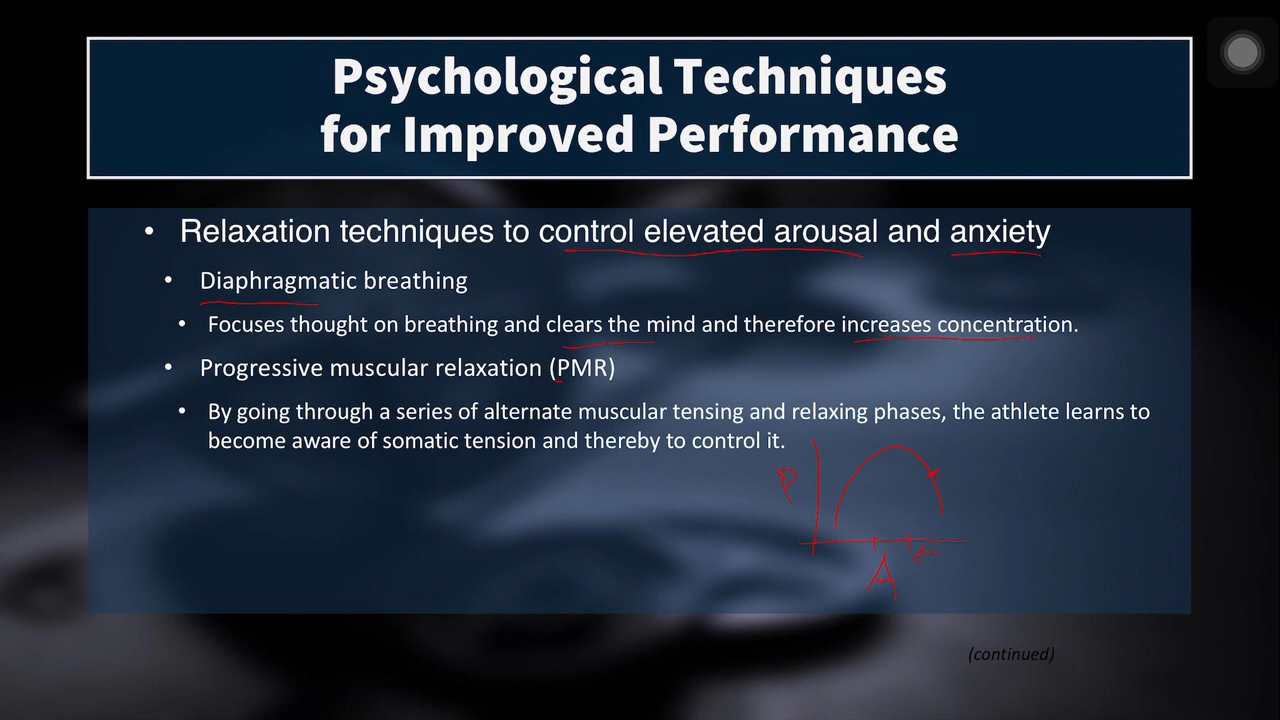 Psychological Techniques
for Improved Performance
• Relaxation techniques to control elevated arousal and anxiety
• Diaphragmatic breathing
• Focuses thought on breathing and clears the mind and therefore increases concentration.
• Progressive muscular relaxation (PMR)
• By going through a series of alternate muscular tensing and relaxing phases, the athlete learns to
become aware of somatic tension and thereby to control it.
P
A
(continued)